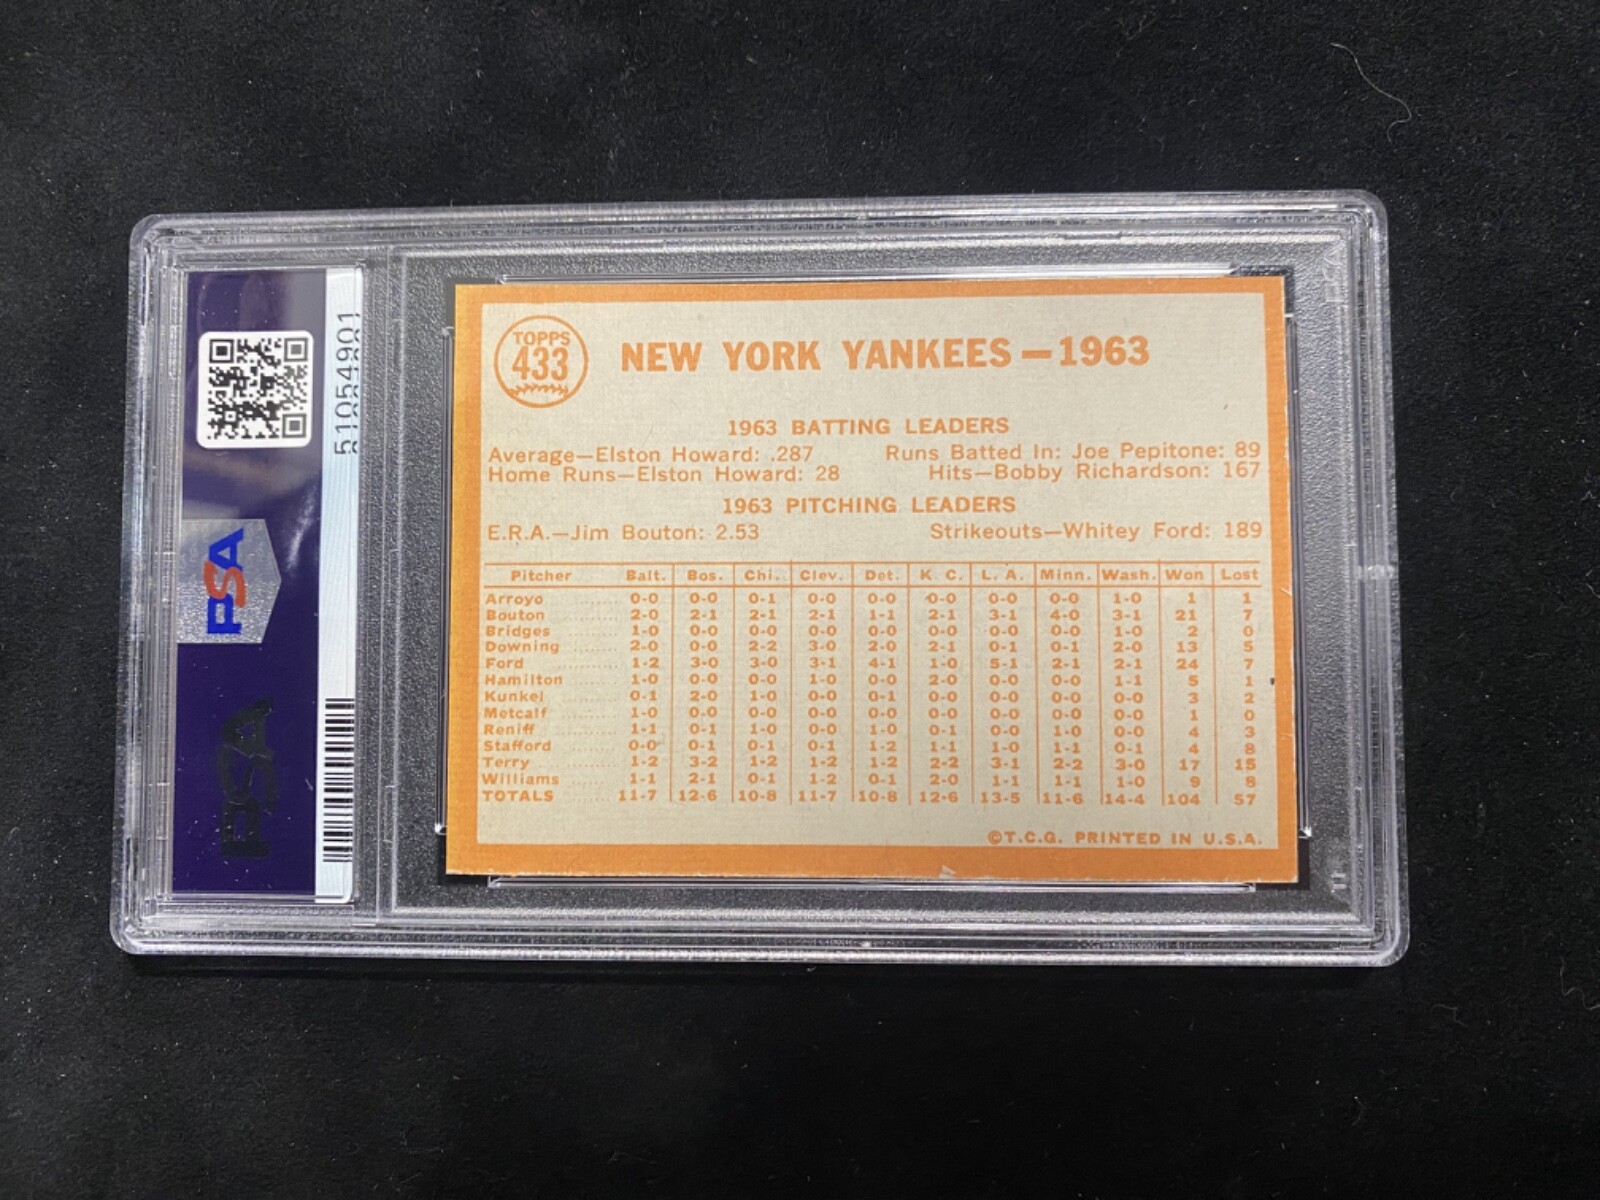 TOPPS
433
NEW YORK YANKEES — 1963
1963 BATTING LEADERS
Average—Elston Howard: .287 Runs Batted In: Joe Pepitone: 89
Home Runs—Elston Howard: 28 Hits—Bobby Richardson: 167
1963 PITCHING LEADERS
E.R.A.—Jim Bouton: 2.53 Strikeouts—Whitey Ford: 189
Pitcher Balt. Bos. Chi. Clev. Det. K. C. L. A. Minn. Wash. Won Lost
Arroyo ........ 0-0 0-0 0-1 0-0 0-0 0-0 0-0 0-0 1-0 1 1
Bouton ........ 2-0 2-1 2-1 2-1 1-1 2-1 3-1 4-0 3-1 21 7
Bridges ........ 1-0 0-0 0-0 0-0 0-0 0-0 0-0 0-0 1-0 2 0
Downing ...... 2-0 0-0 2-2 3-0 2-0 2-1 0-1 0-1 2-0 13 5
Ford ........ 1-2 3-0 3-0 3-1 4-1 1-0 5-1 2-1 2-1 24 7
Hamilton ...... 1-0 0-0 0-0 1-0 0-0 2-0 0-0 0-0 1-1 5 1
Kunkel ........ 0-1 2-0 1-0 0-0 0-1 0-0 0-0 0-0 0-0 3 2
Metcalf ........ 1-0 0-0 0-0 0-0 0-0 0-0 0-0 0-0 0-0 1 0
Reniff ........ 1-1 0-1 1-0 0-0 1-0 0-1 0-0 1-0 0-0 4 3
Stafford ...... 0-0 0-1 0-1 0-1 1-2 1-1 1-0 1-1 0-1 4 8
Terry ........ 1-2 3-2 1-2 1-2 1-2 2-2 3-1 2-2 3-0 17 15
Williams ...... 1-1 2-1 0-1 1-2 0-1 2-0 1-1 1-1 1-0 9 8
TOTALS 11-7 12-6 10-8 11-7 10-8 12-6 13-5 11-6 14-4 104 57
©T.C.G. PRINTED IN U.S.A.
51054901
PSA
PSA